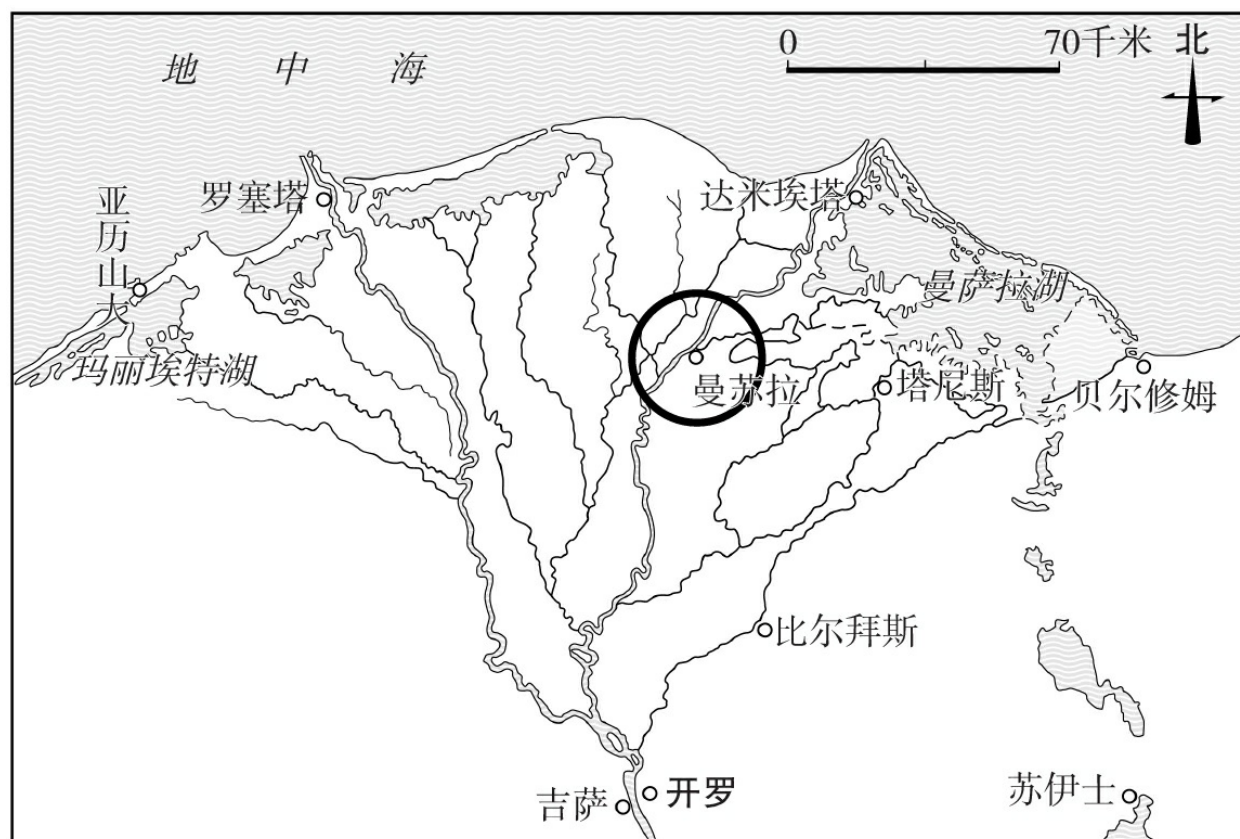 地中海
0 70千米 北
罗塞塔
达米埃塔
亚历山大
曼萨拉湖
玛丽埃特湖
曼苏拉
塔尼斯
贝尔修姆
比尔拜斯
吉萨
开罗
苏伊士